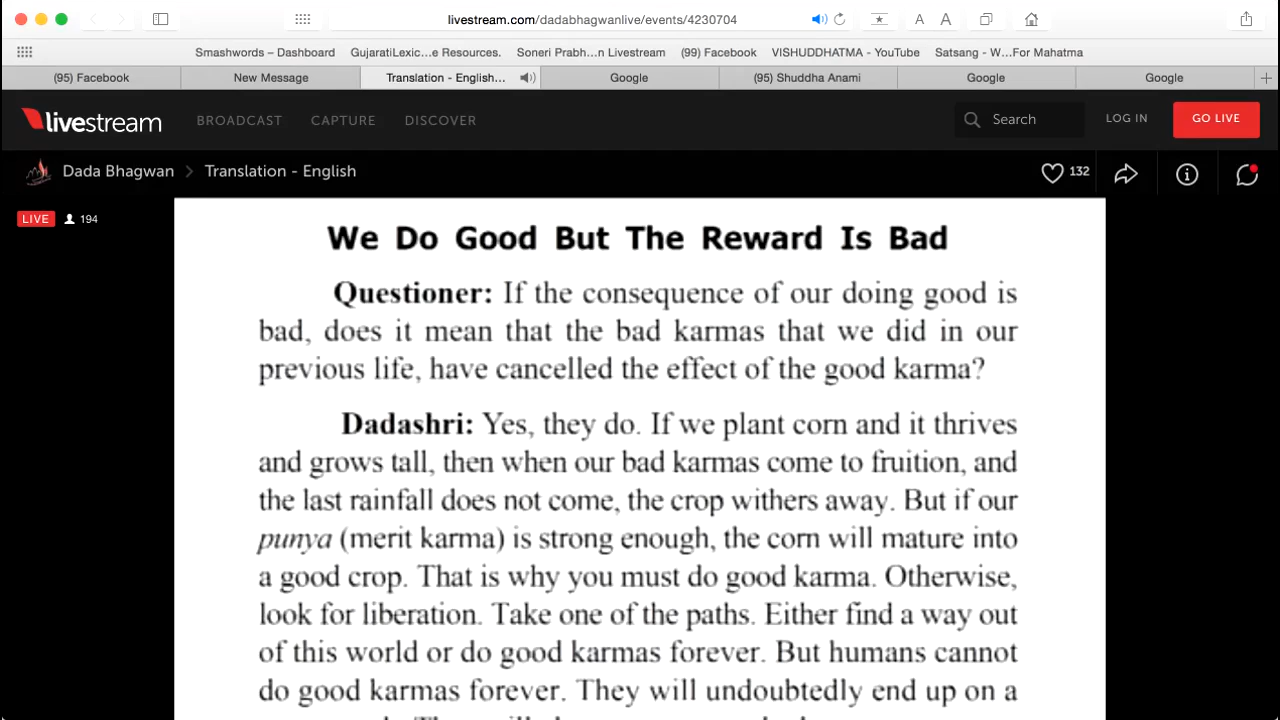 livestream.com/dadabhagwanlive/events/4230704
A A
Smashwords – Dashboard GujaratiLexic...e Resources. Soneri Prabh...n Livestream (99) Facebook VISHUDDHATMA - YouTube Satsang - W...For Mahatma
(95) Facebook New Message Translation - English... Google (95) Shuddha Anami Google Google
livestream BROADCAST CAPTURE DISCOVER Search LOG IN GO LIVE
Dada Bhagwan Translation - English 132
LIVE 194
We Do Good But The Reward Is Bad
Questioner: If the consequence of our doing good is
bad, does it mean that the bad karmas that we did in our
previous life, have cancelled the effect of the good karma?
Dadashri: Yes, they do. If we plant corn and it thrives
and grows tall, then when our bad karmas come to fruition, and
the last rainfall does not come, the crop withers away. But if our
punya (merit karma) is strong enough, the corn will mature into
a good crop. That is why you must do good karma. Otherwise,
look for liberation. Take one of the paths. Either find a way out
of this world or do good karmas forever. But humans cannot
do good karmas forever. They will undoubtedly end up on a